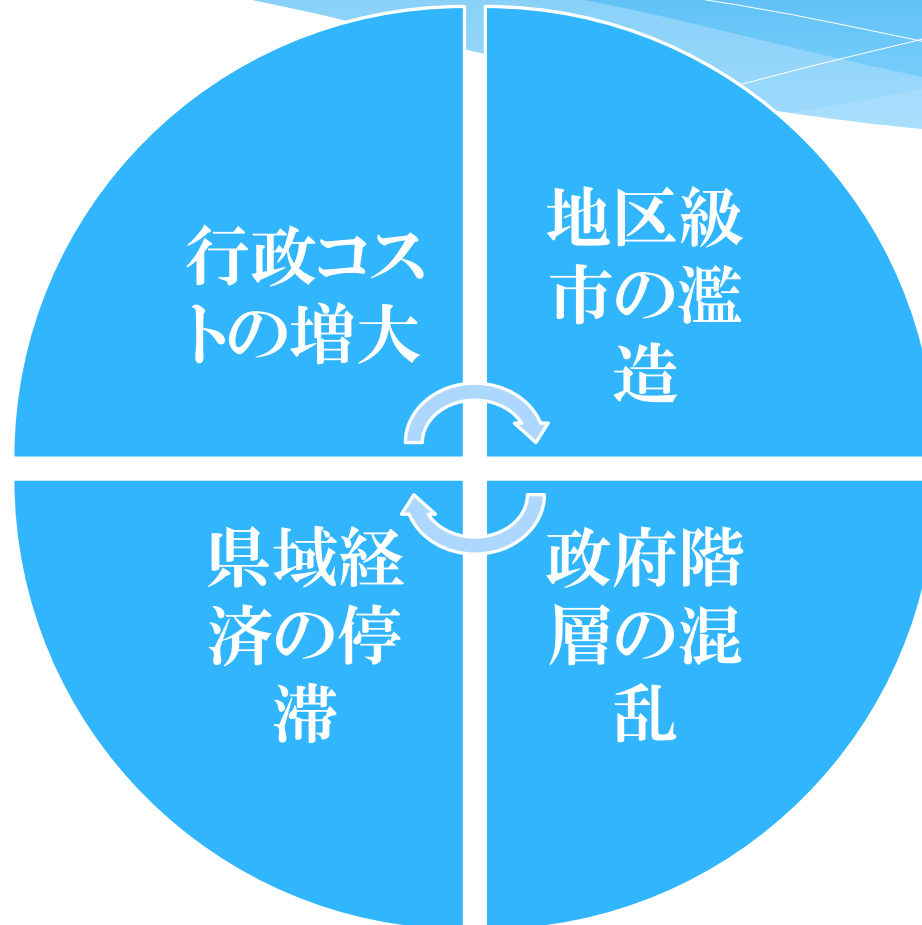 行政コス
トの増大
地区級
市の濫
造
県域経
済の停
滞
政府階
層の混
乱